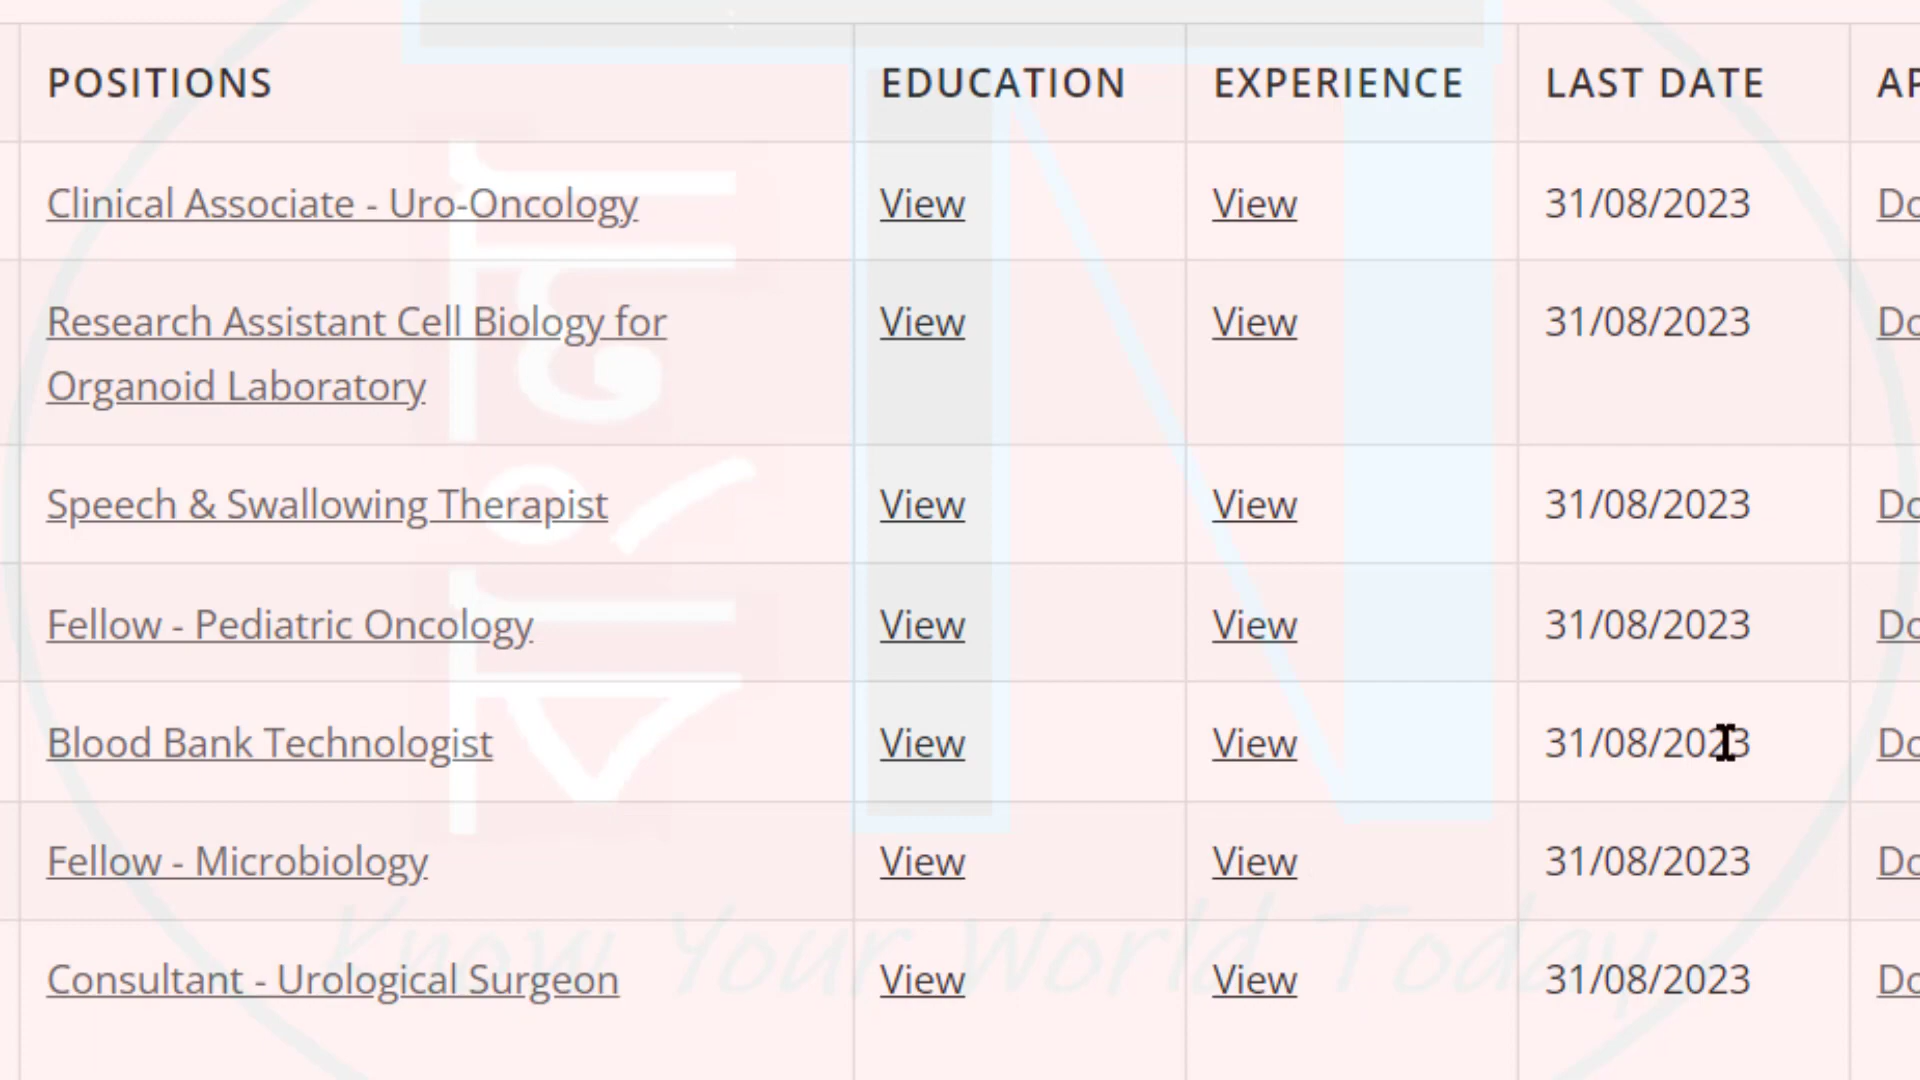 POSITIONS EDUCATION EXPERIENCE LAST DATE
Clinical Associate - Uro-Oncology View View 31/08/2023
Research Assistant Cell Biology for View View 31/08/2023
Organoid Laboratory
Speech & Swallowing Therapist View View 31/08/2023
Fellow - Pediatric Oncology View View 31/08/2023
Blood Bank Technologist View View 31/08/2023
Fellow - Microbiology View View 31/08/2023
Know Your World Today
Consultant - Urological Surgeon View View 31/08/2023
বাংলা
N